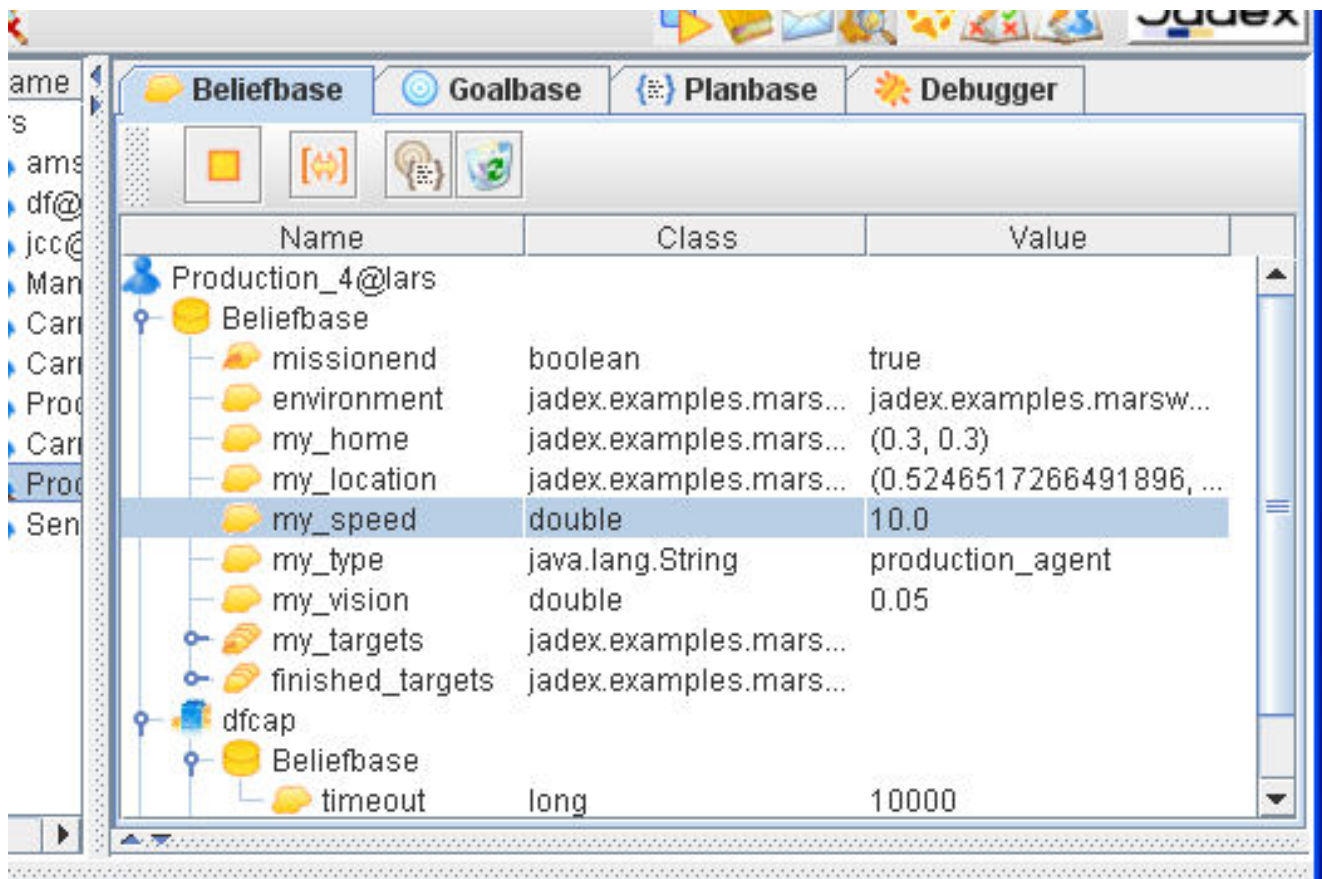 Jadex
ame
Beliefbase Goalbase Planbase Debugger
s
ams
df@
jcc@
Man
Carr
Carr
Prod
Carr
Prod
Sen
Name Class Value
Production_4@lars
Beliefbase
missionend boolean true
environment jadex.examples.mars... jadex.examples.marsw...
my_home jadex.examples.mars... (0.3, 0.3)
my_location jadex.examples.mars... (0.5246517266491896, ...
my_speed double 10.0
my_type java.lang.String production_agent
my_vision double 0.05
my_targets jadex.examples.mars...
finished_targets jadex.examples.mars...
dfcap
Beliefbase
timeout long 10000